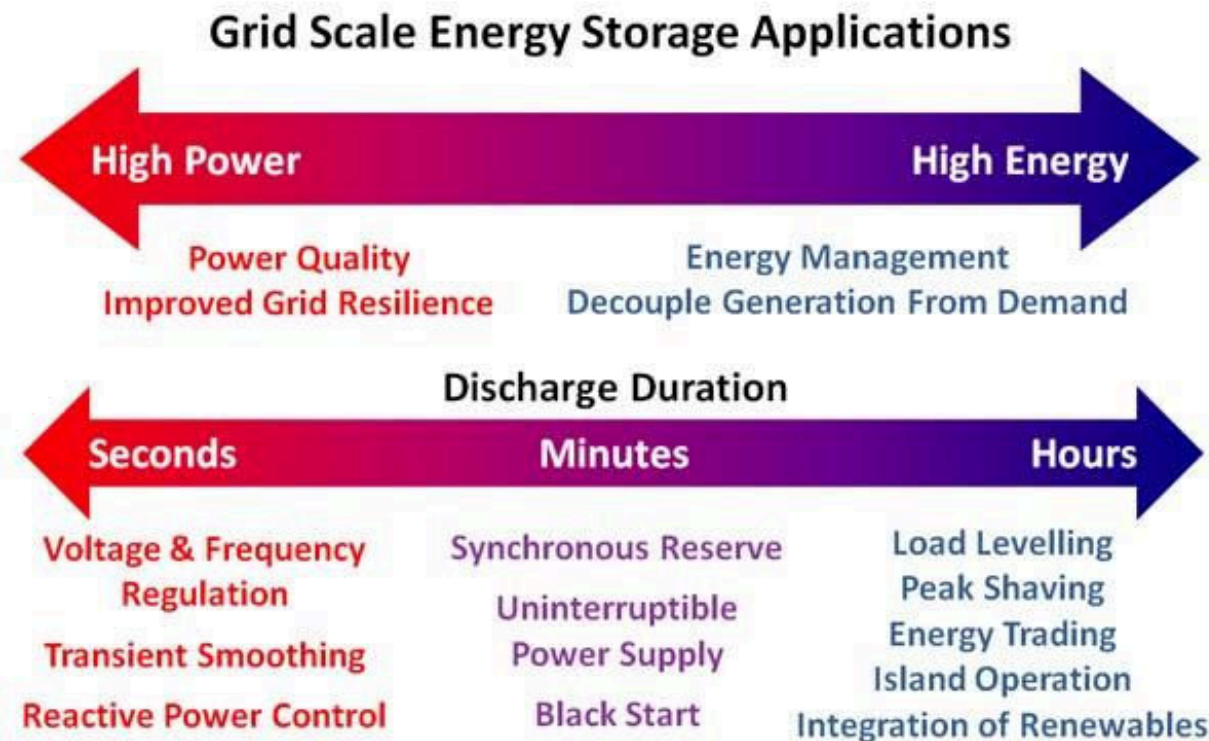 Grid Scale Energy Storage Applications
High Power
High Energy
Power Quality
Improved Grid Resilience
Energy Management
Decouple Generation From Demand
Discharge Duration
Seconds
Minutes
Hours
Voltage & Frequency
Regulation
Transient Smoothing
Reactive Power Control
Synchronous Reserve
Uninterruptible
Power Supply
Black Start
Load Levelling
Peak Shaving
Energy Trading
Island Operation
Integration of Renewables